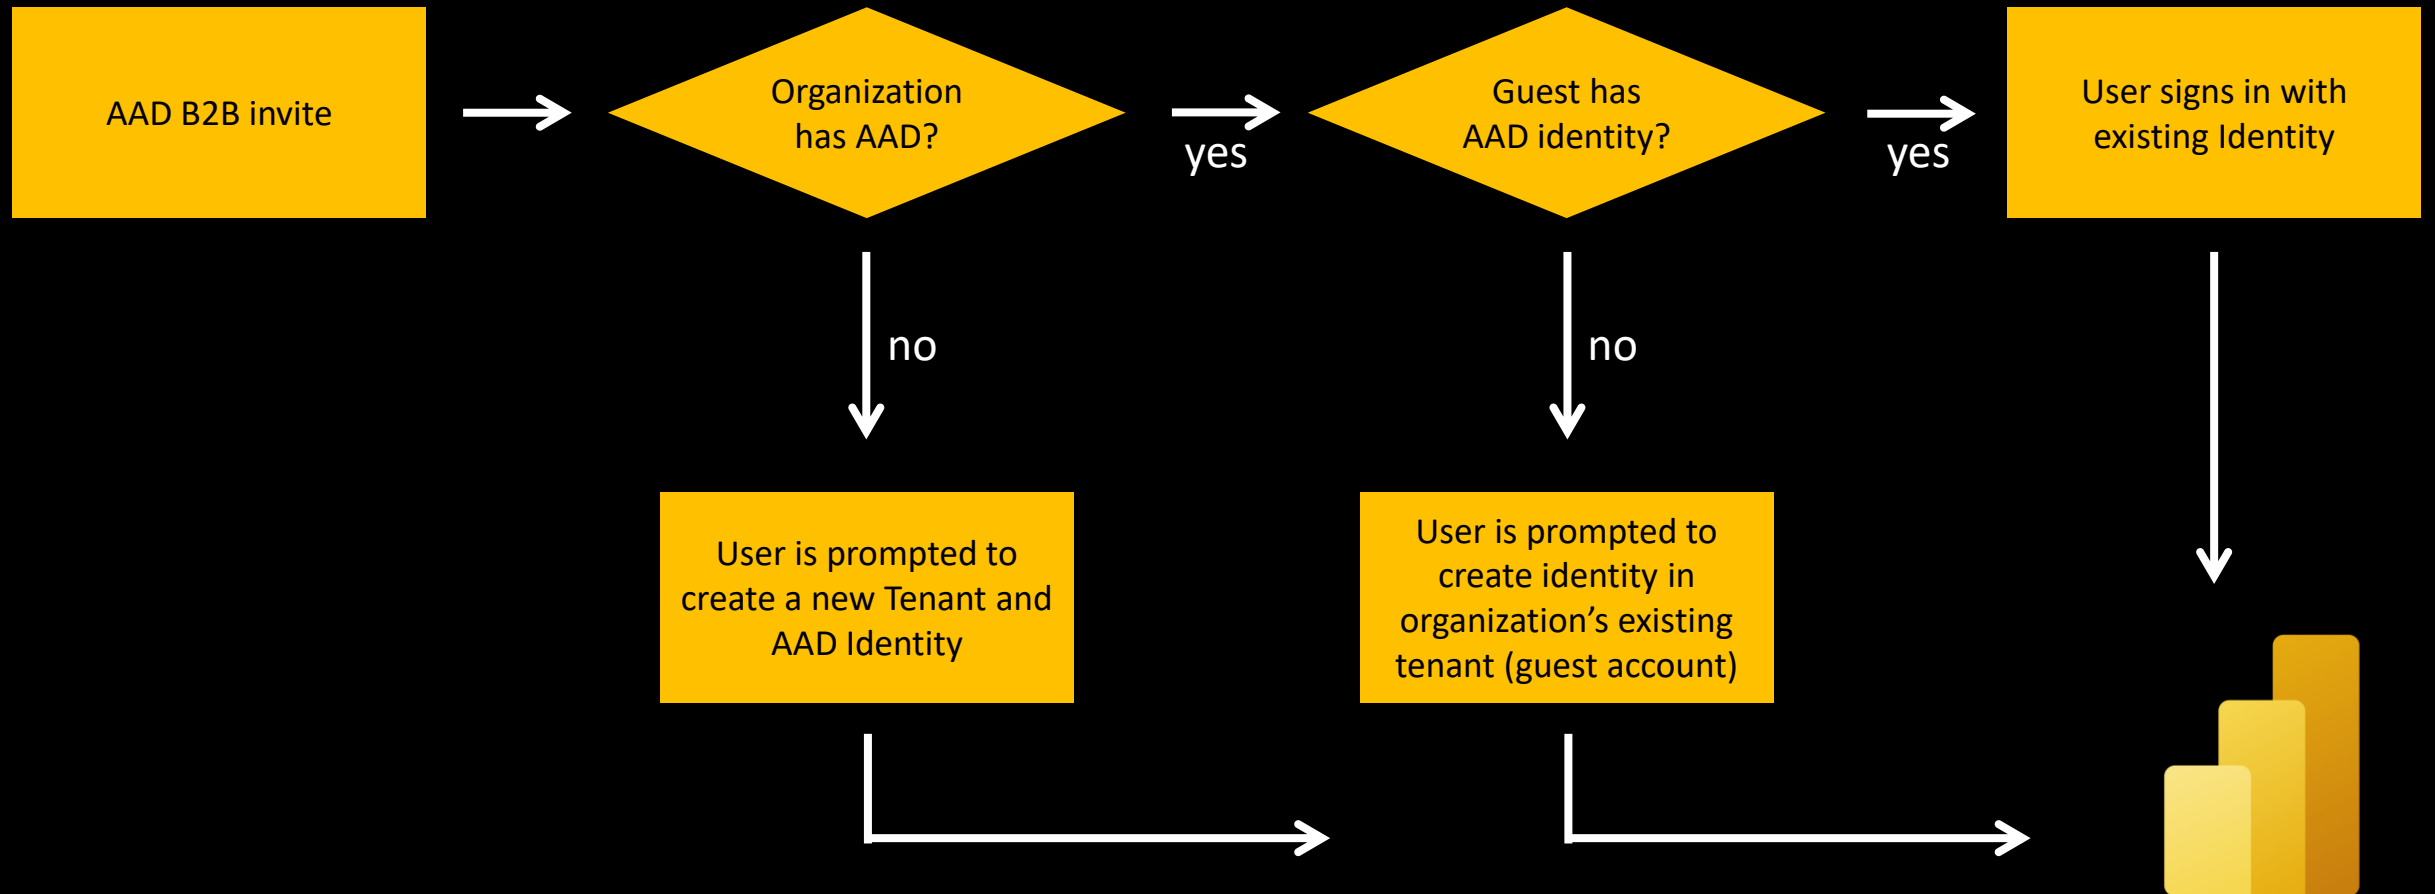 AAD B2B invite
Organization
has AAD?
yes
Guest has
AAD identity?
yes
User signs in with
existing Identity
no
no
User is prompted to
create a new Tenant and
AAD Identity
User is prompted to
create identity in
organization’s existing
tenant (guest account)